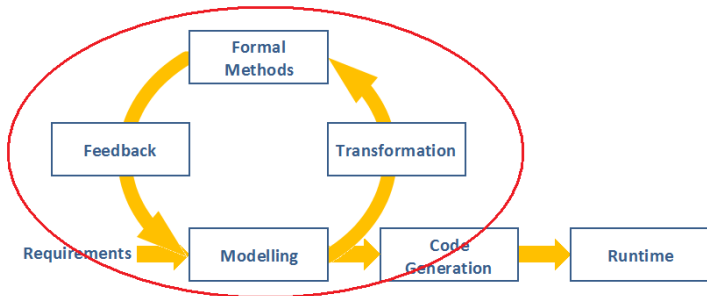 Formal
Methods
Feedback
Transformation
Requirements
Modelling
Code
Generation
Runtime